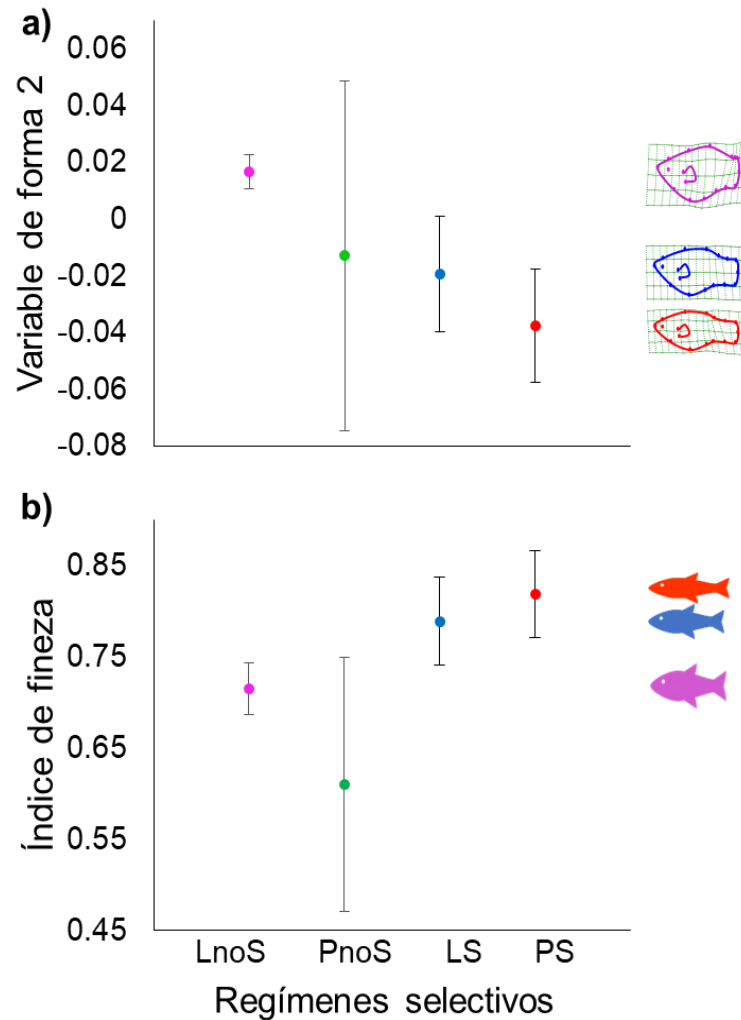 a)
Variable de forma 2
0.06
0.04
0.02
0
-0.02
-0.04
-0.06
-0.08
b)
Índice de fineza
0.85
0.75
0.65
0.55
0.45
LnoS PnoS LS PS
Regímenes selectivos